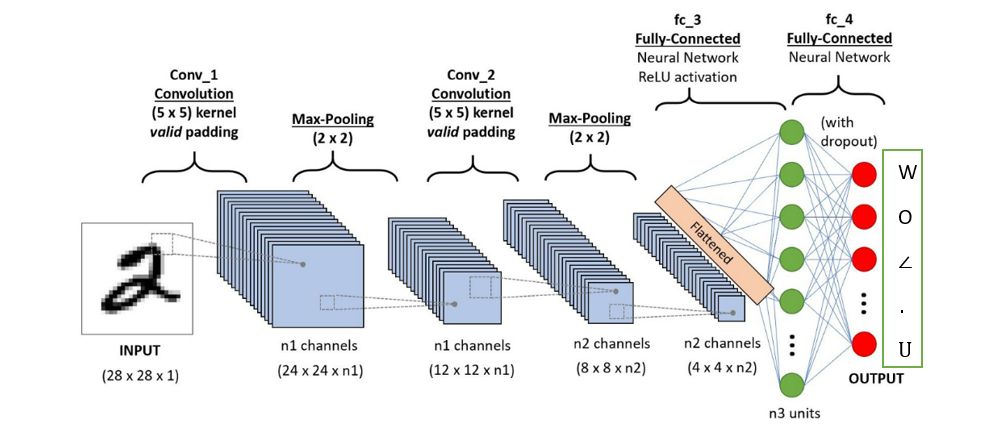 Conv_1
Convolution
(5 x 5) kernel
valid padding
Max-Pooling
(2 x 2)
Conv_2
Convolution
(5 x 5) kernel
valid padding
Max-Pooling
(2 x 2)
fc_3
Fully-Connected
Neural Network
ReLU activation
fc_4
Fully-Connected
Neural Network
(with
dropout)
Flattened
W
O
∠
.
U
INPUT
(28 x 28 x 1)
n1 channels
(24 x 24 x n1)
n1 channels
(12 x 12 x n1)
n2 channels
(8 x 8 x n2)
n2 channels
(4 x 4 x n2)
OUTPUT
n3 units
2